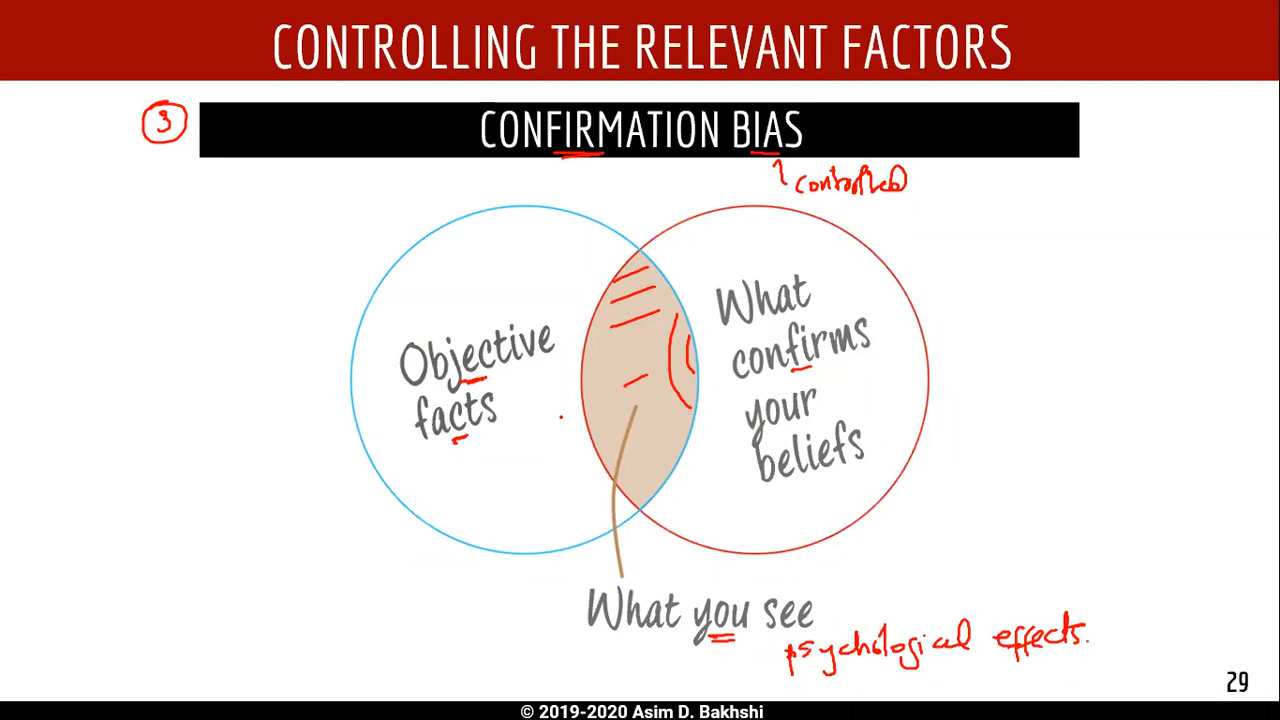 CONTROLLING THE RELEVANT FACTORS
3
CONFIRMATION BIAS
controlled
Objective
facts
What
confirms
your
beliefs
What you see
psychological effects.
29
© 2019-2020 Asim D. Bakhshi